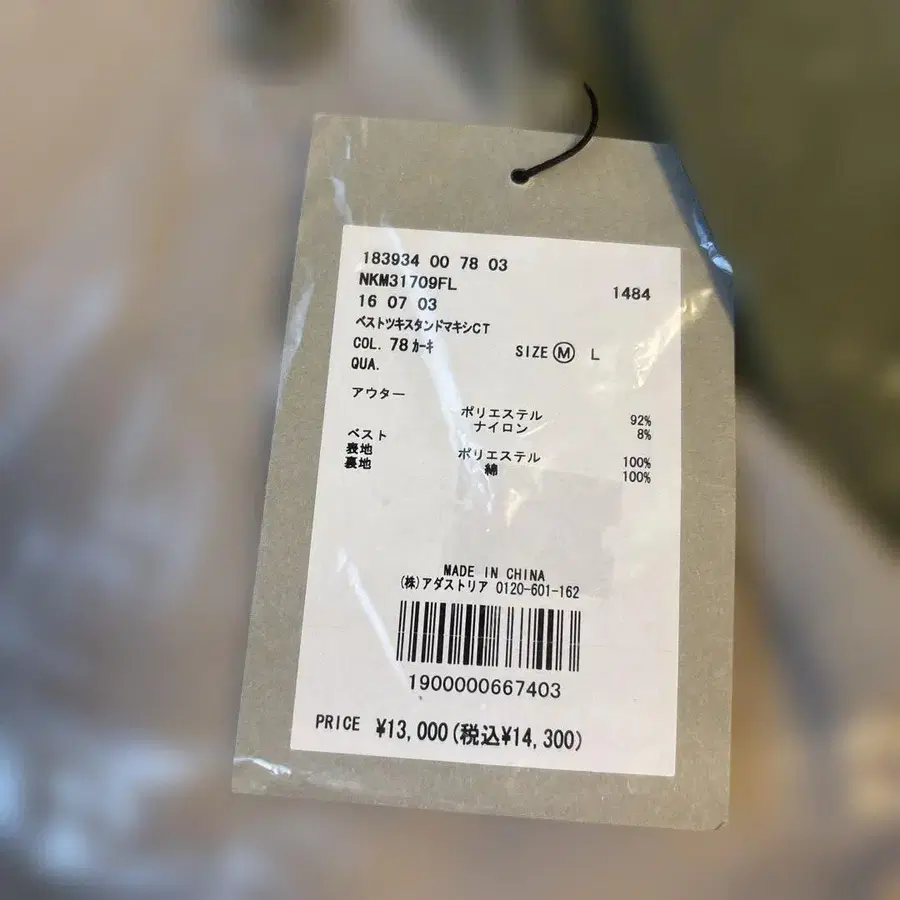 183934 00 78 03
NKM31709FL
1484
16 07 03
ベストツキスタンドマキシCT
COL. 78 カーキ
SIZE Ⓜ L
QUA.
アウター
ポリエステル 92%
ナイロン 8%
ベスト
表地 ポリエステル 100%
裏地 綿 100%
MADE IN CHINA
(株)アダストリア 0120-601-162
1900000667403
PRICE ¥13,000(税込¥14,300)